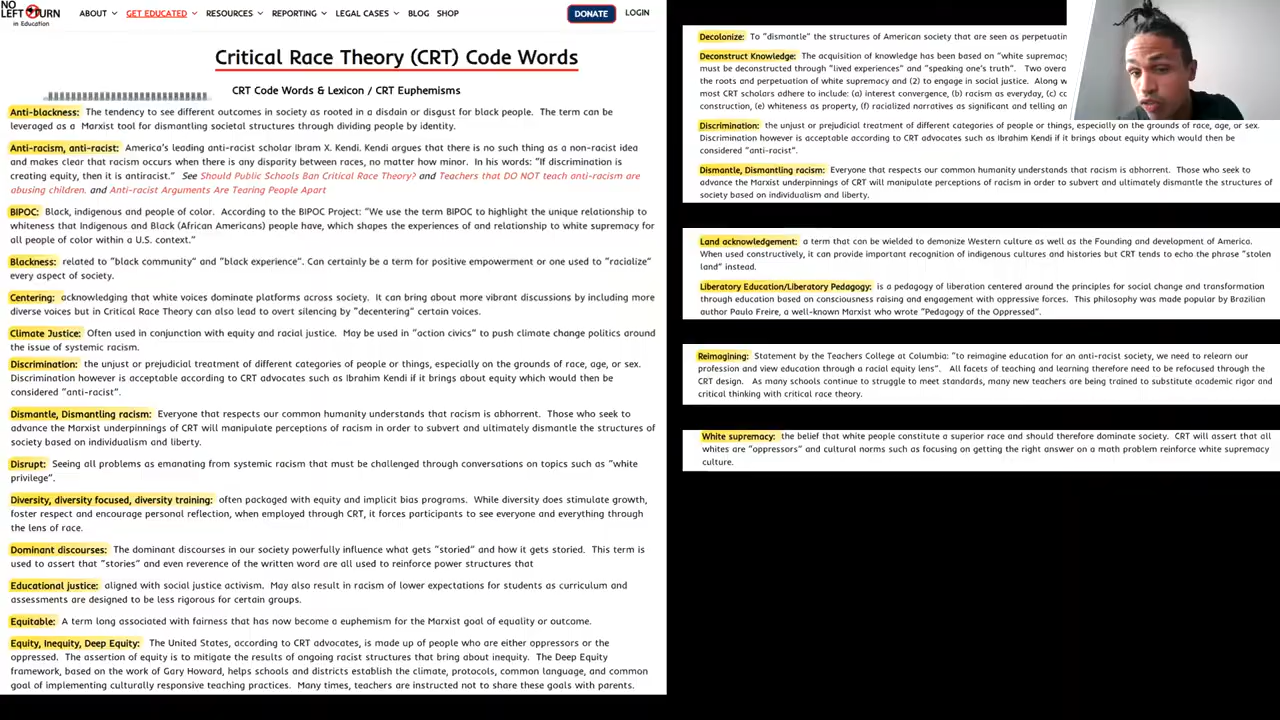 NO
LEFT TURN
in Education
ABOUT
GET EDUCATED
RESOURCES
REPORTING
LEGAL CASES
BLOG
SHOP
DONATE
LOGIN
Critical Race Theory (CRT) Code Words
CRT Code Words & Lexicon / CRT Euphemisms
Anti-blackness: The tendency to see different outcomes in society as rooted in a disdain or disgust for black people. The term can be
leveraged as a Marxist tool for dismantling societal structures through dividing people by identity.
Anti-racism, anti-racist: America's leading anti-racist scholar Ibram X. Kendi. Kendi argues that there is no such thing as a non-racist idea
and makes clear that racism occurs when there is any disparity between races, no matter how minor. In his words: "If discrimination
is creating equity, then it is antiracist." See Should Public Schools Ban Critical Race Theory? and Teachers that DO NOT teach anti-racism are
abusing children. and Anti-racist Arguments Are Tearing People Apart
BIPOC: Black, indigenous and people of color. According to the BIPOC Project: "We use the term BIPOC to highlight the unique relationship to
whiteness that Indigenous and Black (African Americans) people have, which shapes the experiences of and relationship to white supremacy for
all people of color within a U.S. context."
Blackness: related to "black community" and "black experience". Can certainly be a term for positive empowerment or one used to "racialize"
every aspect of society.
Centering: acknowledging that white voices dominate platforms across society. It can bring about more vibrant discussions by including more
diverse voices but in Critical Race Theory can also lead to overt silencing by "decentering" certain voices.
Climate Justice: Often used in conjunction with equity and racial justice. May be used in "action civics" to push climate change politics around
the issue of systemic racism.
Discrimination: the unjust or prejudicial treatment of different categories of people or things, especially on the grounds of race, age, or sex.
Discrimination however is acceptable according to CRT advocates such as Ibrahim Kendi if it brings about equity which would then be
considered "anti-racist".
Dismantle, Dismantling racism: Everyone that respects our common humanity understands that racism is abhorrent. Those who seek to
advance the Marxist underpinnings of CRT will manipulate perceptions of racism in order to subvert and ultimately dismantle the structures of
society based on individualism and liberty.
Disrupt: Seeing all problems as emanating from systemic racism that must be challenged through conversations on topics such as "white
privilege".
Diversity, diversity focused, diversity training: often packaged with equity and implicit bias programs. While diversity does stimulate growth,
foster respect and encourage personal reflection, when employed through CRT, it forces participants to see everyone and everything through
the lens of race.
Dominant discourses: The dominant discourses in our society powerfully influence what gets "storied" and how it gets storied. This term is
used to assert that "stories" and even reverence of the written word are all used to reinforce power structures that
Educational justice: aligned with social justice activism. May also result in racism of lower expectations for students as curriculum and
assessments are designed to be less rigorous for certain groups.
Equitable: A term long associated with fairness that has now become a euphemism for the Marxist goal of equality or outcome.
Equity, Inequity, Deep Equity: The United States, according to CRT advocates, is made up of people who are either oppressors or the
oppressed. The assertion of equity is to mitigate the results of ongoing racist structures that bring about inequity. The Deep Equity
framework, based on the work of Gary Howard, helps schools and districts establish the climate, protocols, common language, and common
goal of implementing culturally responsive teaching practices. Many times, teachers are instructed not to share these goals with parents.
Decolonize: To "dismantle" the structures of American society that are seen as
Deconstruct Knowledge: The acquisition of knowledge has been based on "white
must be deconstructed through "lived experiences" and "speaking one's truth". Two
the roots and perpetuation of white supremacy and (2) to engage in social justice. Along
most CRT scholars adhere to include: (a) interest convergence, (b) racism as everyday, (c)
construction, (e) whiteness as property, (f) racialized narratives as significant and telling
Discrimination: the unjust or prejudicial treatment of different categories of people or things, especially on the grounds of race, age, or sex.
Discrimination however is acceptable according to CRT advocates such as Ibrahim Kendi if it brings about equity which would then be
considered "anti-racist".
Dismantle, Dismantling racism: Everyone that respects our common humanity understands that racism is abhorrent. Those who seek to
advance the Marxist underpinnings of CRT will manipulate perceptions of racism in order to subvert and ultimately dismantle the structures of
society based on individualism and liberty.
Land acknowledgement: a term that can be wielded to demonize Western culture as well as the Founding and development of America.
When used constructively, it can provide important recognition of indigenous cultures and histories but CRT tends to echo the phrase "stolen
land" instead.
Liberatory Education/Liberatory Pedagogy: is a pedagogy of liberation centered around the principles for social change and transformation
through education based on consciousness raising and engagement with oppressive forces. This philosophy was made popular by Brazilian
author Paulo Freire, a well-known Marxist who wrote "Pedagogy of the Oppressed".
Reimagining: Statement by the Teachers College at Columbia: "to reimagine education for an anti-racist society, we need to relearn our
profession and view education through a racial equity lens". All facets of teaching and learning therefore need to be refocused through the
CRT design. As many schools continue to struggle to meet standards, many new teachers are being trained to substitute academic rigor and
critical thinking with critical race theory.
White supremacy: the belief that white people constitute a superior race and should therefore dominate society. CRT will assert that all
whites are "oppressors" and cultural norms such as focusing on getting the right answer on a math problem reinforce white supremacy
culture.